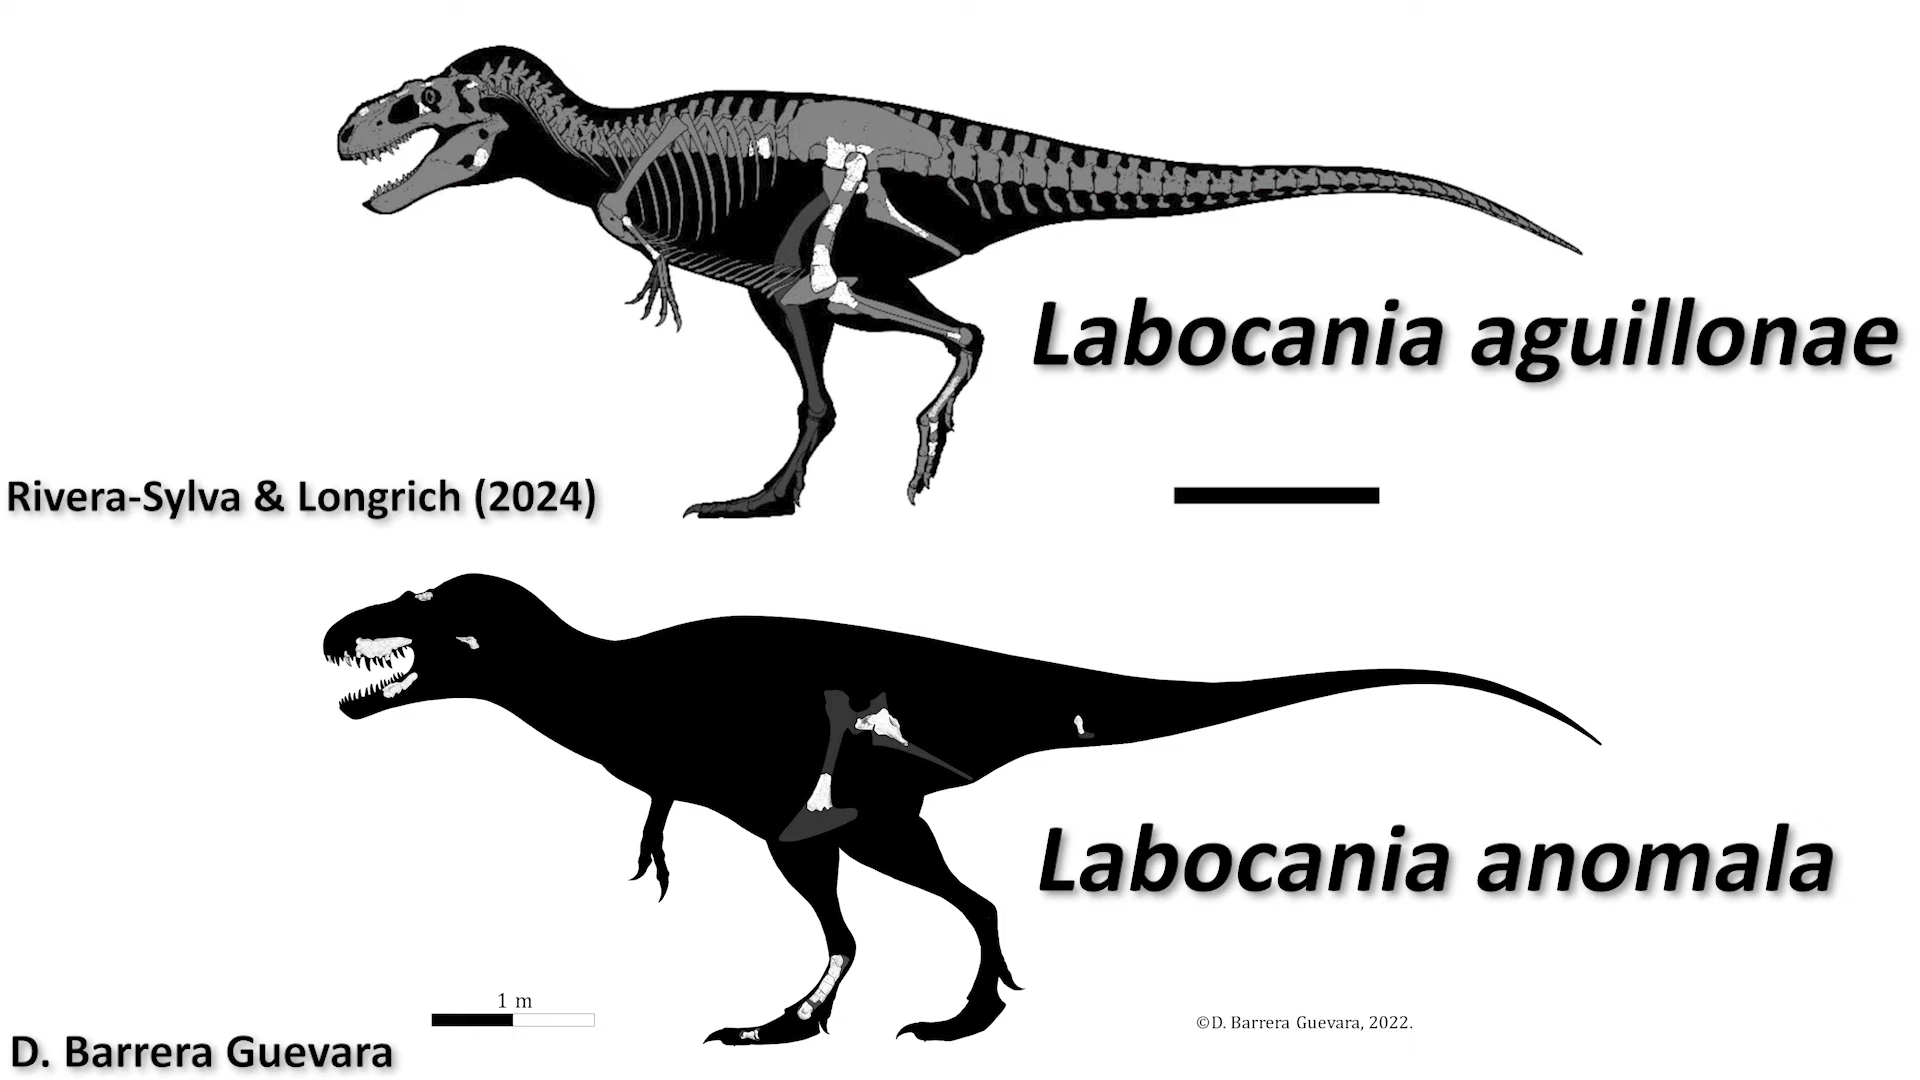 Labocania aguillonae
Rivera-Sylva & Longrich (2024)
Labocania anomala
1 m
©D. Barrera Guevara, 2022.
D. Barrera Guevara